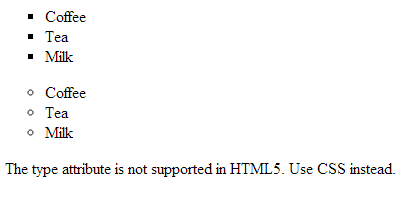 Coffee
Tea
Milk
Coffee
Tea
Milk
The type attribute is not supported in HTML5. Use CSS instead.